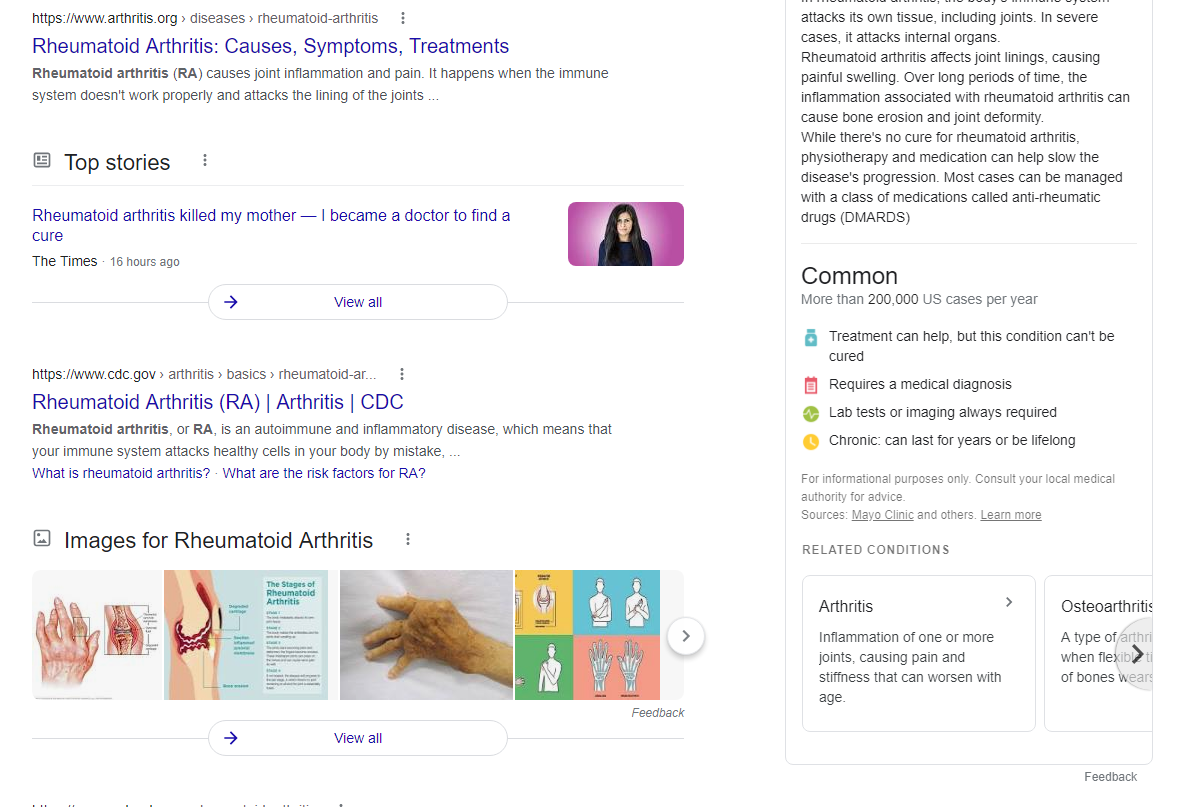 https://www.arthritis.org › diseases › rheumatoid-arthritis
Rheumatoid Arthritis: Causes, Symptoms, Treatments
Rheumatoid arthritis (RA) causes joint inflammation and pain. It happens when the immune
system doesn't work properly and attacks the lining of the joints ...
Top stories
Rheumatoid arthritis killed my mother — I became a doctor to find a
cure
The Times · 16 hours ago
View all
https://www.cdc.gov › arthritis › basics › rheumatoid-ar...
Rheumatoid Arthritis (RA) | Arthritis | CDC
Rheumatoid arthritis, or RA, is an autoimmune and inflammatory disease, which means that
your immune system attacks healthy cells in your body by mistake, ...
What is rheumatoid arthritis? · What are the risk factors for RA?
Images for Rheumatoid Arthritis
The Stages of
Rheumatoid
Arthritis
Degraded
cartilage
Bone erosion
Feedback
View all
attacks its own tissue, including joints. In severe
cases, it attacks internal organs.
Rheumatoid arthritis affects joint linings, causing
painful swelling. Over long periods of time, the
inflammation associated with rheumatoid arthritis can
cause bone erosion and joint deformity.
While there's no cure for rheumatoid arthritis,
physiotherapy and medication can help slow the
disease's progression. Most cases can be managed
with a class of medications called anti-rheumatic
drugs (DMARDS)
Common
More than 200,000 US cases per year
Treatment can help, but this condition can't be
cured
Requires a medical diagnosis
Lab tests or imaging always required
Chronic: can last for years or be lifelong
For informational purposes only. Consult your local medical
authority for advice.
Sources: Mayo Clinic and others. Learn more
RELATED CONDITIONS
Arthritis
Inflammation of one or more
joints, causing pain and
stiffness that can worsen with
age.
Osteoarthritis
A type of arthri
when flexib ti
of bones wears
Feedback